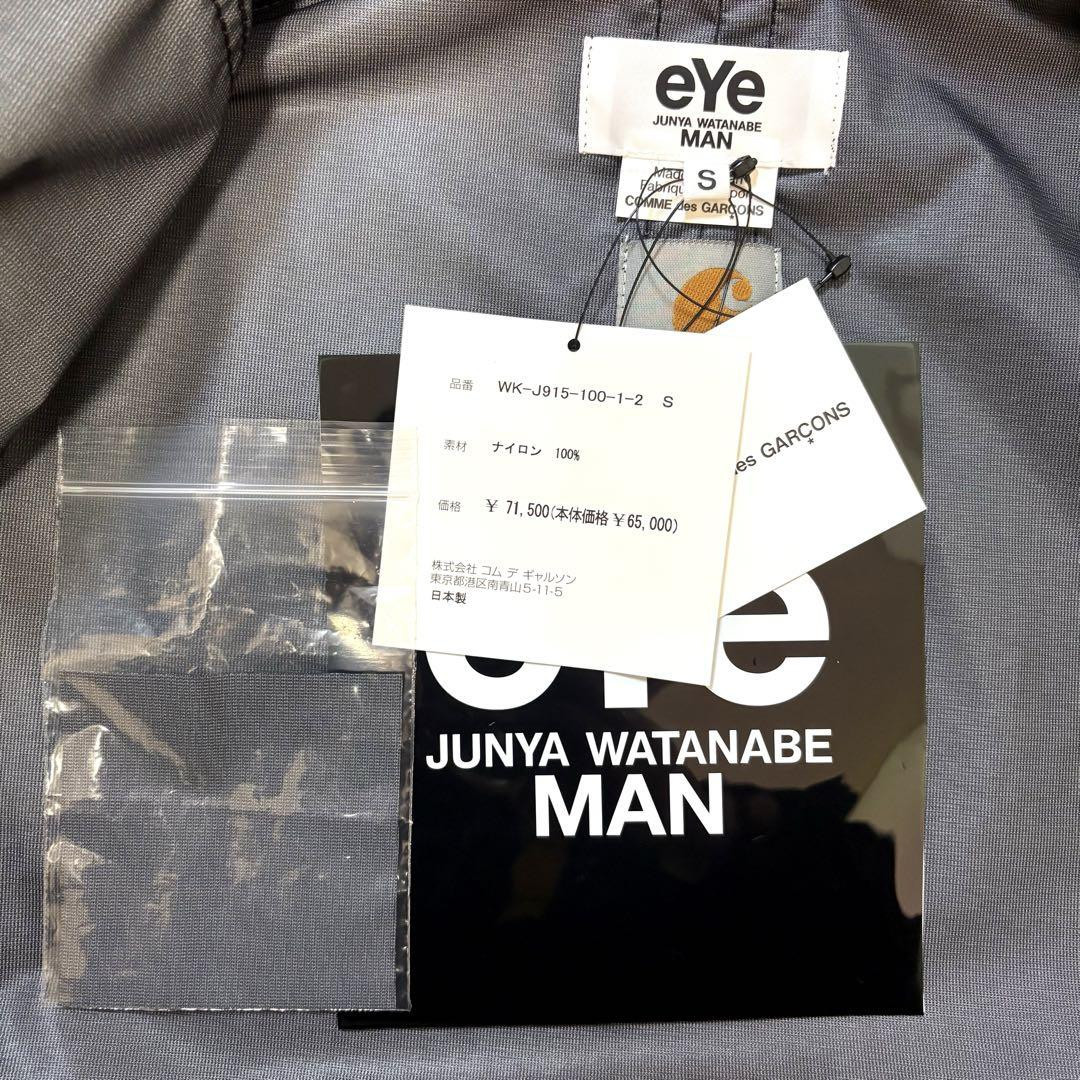 eYe
JUNYA WATANABE
MAN
S
COMME des GARÇONS
*
品番 WK-J915-100-1-2 S
素材 ナイロン 100%
価格 ¥ 71,500(本体価格¥65,000)
株式会社 コム デ ギャルソン
東京都港区南青山5-11-5
日本製
des GARÇONS
*
eYe
JUNYA WATANABE
MAN